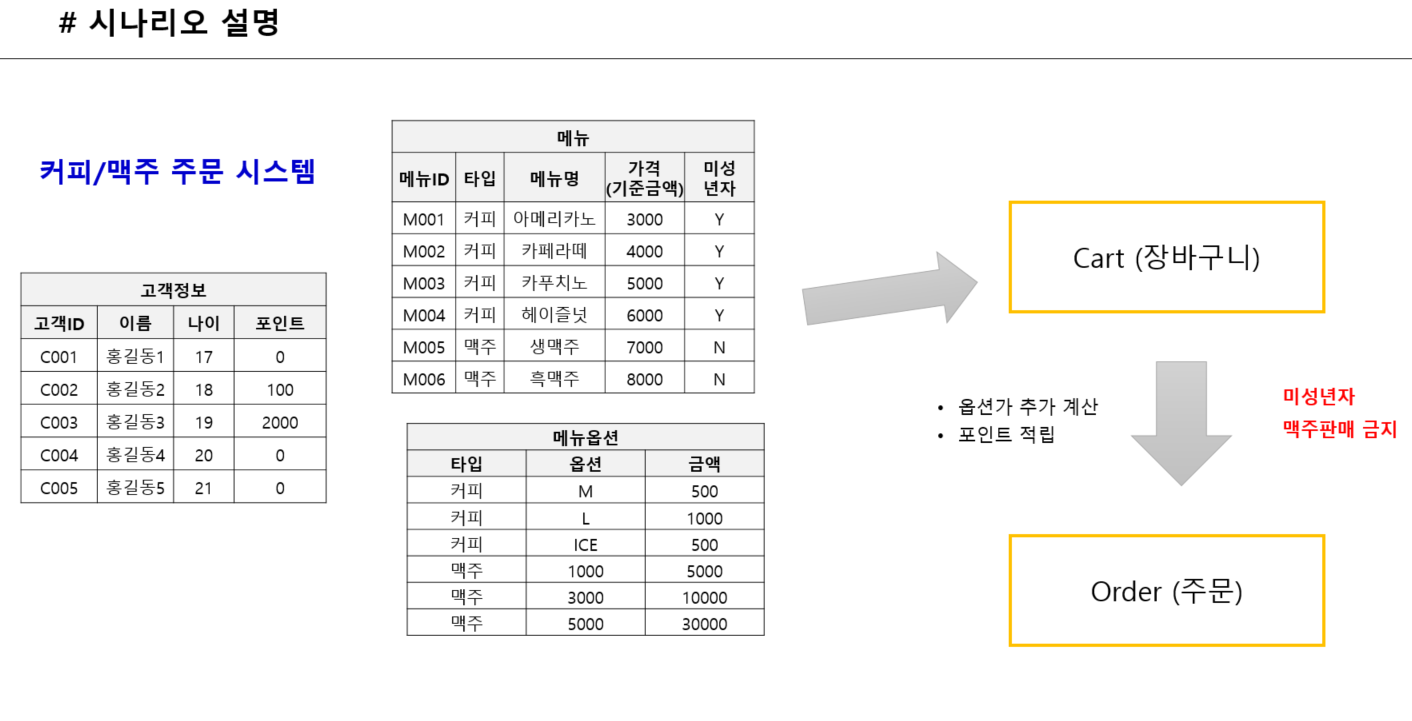 # 시나리오 설명
커피/맥주 주문 시스템
고객정보
고객ID 이름 나이 포인트
C001 홍길동1 17 0
C002 홍길동2 18 100
C003 홍길동3 19 2000
C004 홍길동4 20 0
C005 홍길동5 21 0
메뉴
메뉴ID 타입 메뉴명 가격 (기준금액) 미성년자
M001 커피 아메리카노 3000 Y
M002 커피 카페라떼 4000 Y
M003 커피 카푸치노 5000 Y
M004 커피 헤이즐넛 6000 Y
M005 맥주 생맥주 7000 N
M006 맥주 흑맥주 8000 N
메뉴옵션
타입 옵션 금액
커피 M 500
커피 L 1000
커피 ICE 500
맥주 1000 5000
맥주 3000 10000
맥주 5000 30000
Cart (장바구니)
• 옵션가 추가 계산
• 포인트 적립
미성년자
맥주판매 금지
Order (주문)